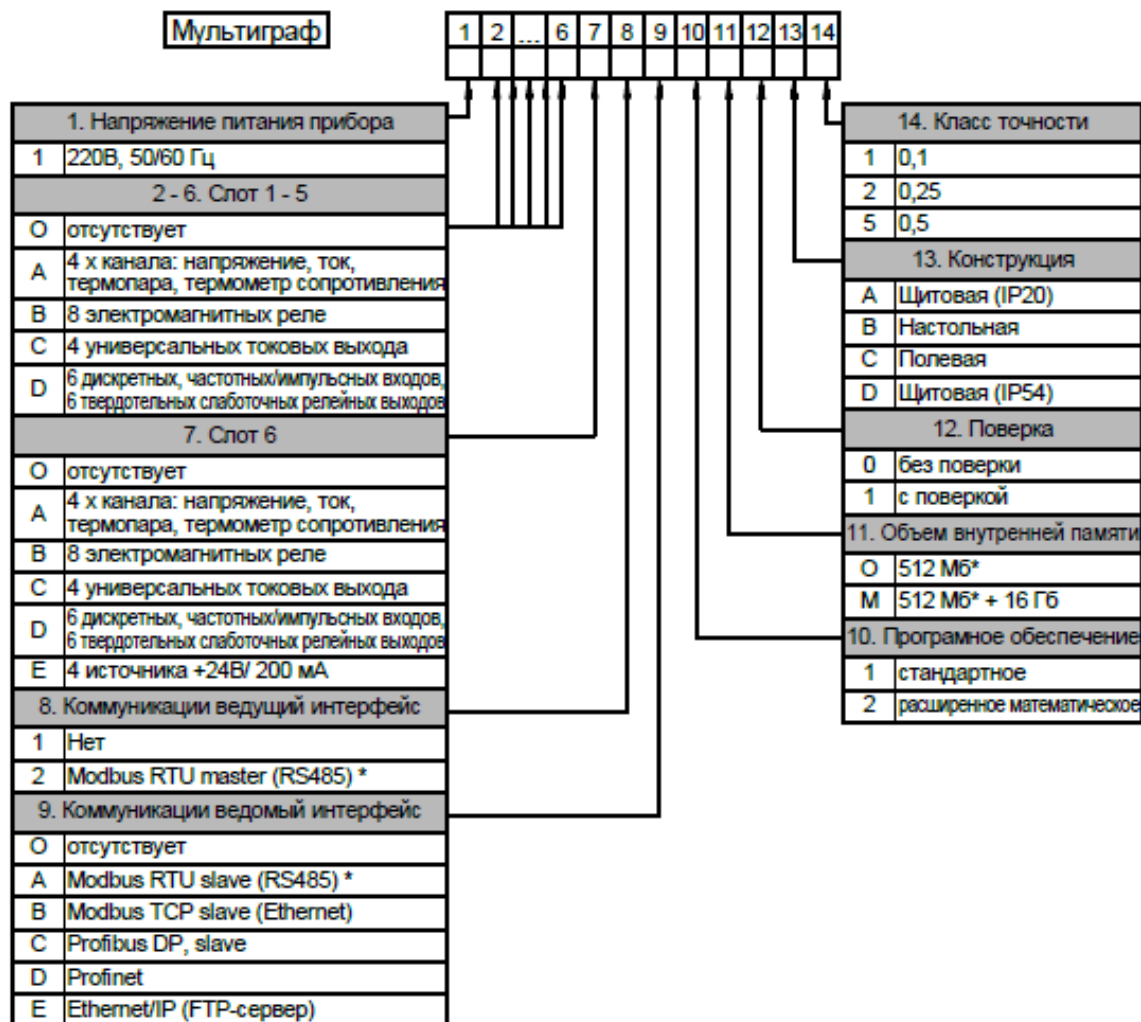 Мультиграф
1 2 ... 6 7 8 9 10 11 12 13 14
1. Напряжение питания прибора
1 220В, 50/60 Гц
2 - 6. Слот 1 - 5
О отсутствует
А 4 х канала: напряжение, ток,
термопара, термометр сопротивления
В 8 электромагнитных реле
С 4 универсальных токовых выхода
D 6 дискретных, частотных/импульсных входов,
6 твердотельных слаботочных релейных выходов
7. Слот 6
О отсутствует
А 4 х канала: напряжение, ток,
термопара, термометр сопротивления
В 8 электромагнитных реле
С 4 универсальных токовых выхода
D 6 дискретных, частотных/импульсных входов,
6 твердотельных слаботочных релейных выходов
E 4 источника +24В/ 200 мА
8. Коммуникации ведущий интерфейс
1 Нет
2 Modbus RTU master (RS485) *
9. Коммуникации ведомый интерфейс
О отсутствует
A Modbus RTU slave (RS485) *
B Modbus TCP slave (Ethernet)
C Profibus DP, slave
D Profinet
E Ethernet/IP (FTP-сервер)
14. Класс точности
1 0,1
2 0,25
5 0,5
13. Конструкция
А Щитовая (IP20)
В Настольная
С Полевая
D Щитовая (IP54)
12. Поверка
0 без поверки
1 с поверкой
11. Объем внутренней памяти
О 512 Мб*
М 512 Мб* + 16 Гб
10. Програмное обеспечение
1 стандартное
2 расширенное математическое